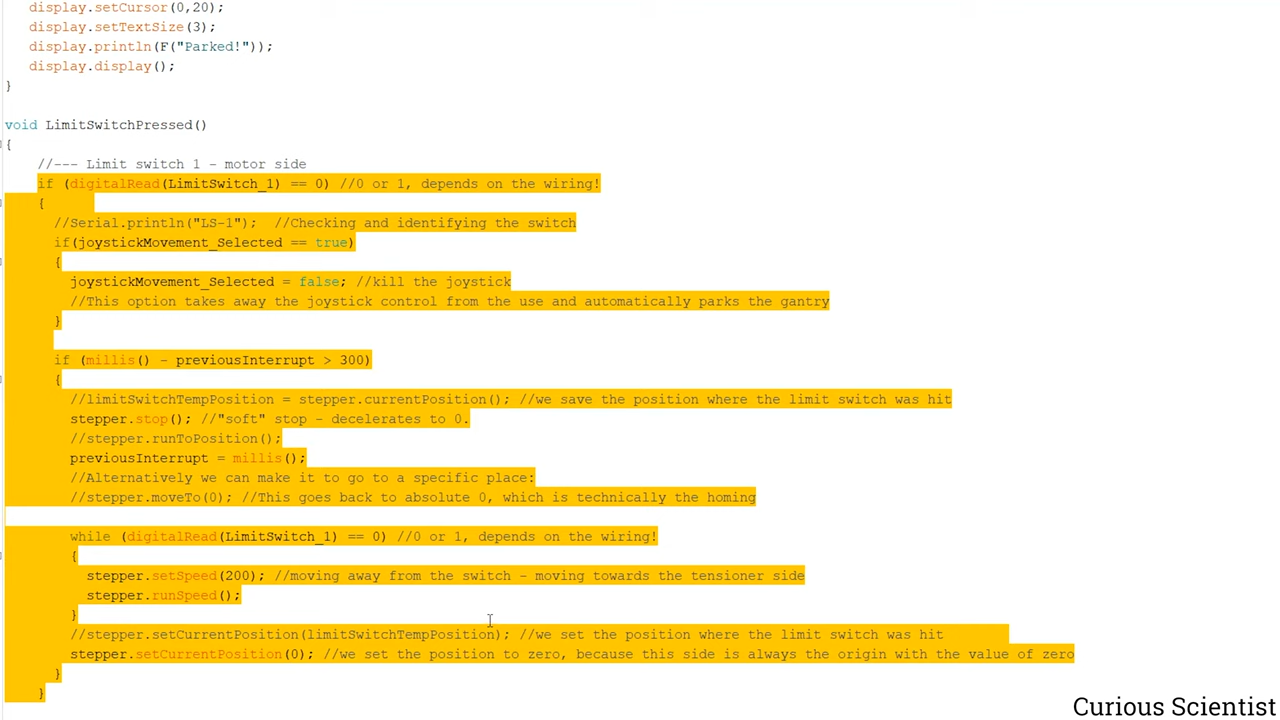 display.setCursor(0,20);
display.setTextSize(3);
display.println(F("Parked!"));
display.display();
}
void LimitSwitchPressed()
{
//--- Limit switch 1 - motor side
if (digitalRead(LimitSwitch_1) == 0) //0 or 1, depends on the wiring!
{
//Serial.println("LS-1");  //Checking and identifying the switch
if(joystickMovement_Selected == true)
{
joystickMovement_Selected = false; //kill the joystick
//This option takes away the joystick control from the use and automatically parks the gantry
}
if (millis() - previousInterrupt > 300)
{
//limitSwitchTempPosition = stepper.currentPosition(); //we save the position where the limit switch was hit
stepper.stop(); //"soft" stop - decelerates to 0.
//stepper.runToPosition();
previousInterrupt = millis();
//Alternatively we can make it to go to a specific place:
//stepper.moveTo(0); //This goes back to absolute 0, which is technically the homing
while (digitalRead(LimitSwitch_1) == 0) //0 or 1, depends on the wiring!
{
stepper.setSpeed(200); //moving away from the switch - moving towards the tensioner side
stepper.runSpeed();
}
//stepper.setCurrentPosition(limitSwitchTempPosition); //we set the position where the limit switch was hit
stepper.setCurrentPosition(0); //we set the position to zero, because this side is always the origin with the value of zero
}
}
Curious Scientist